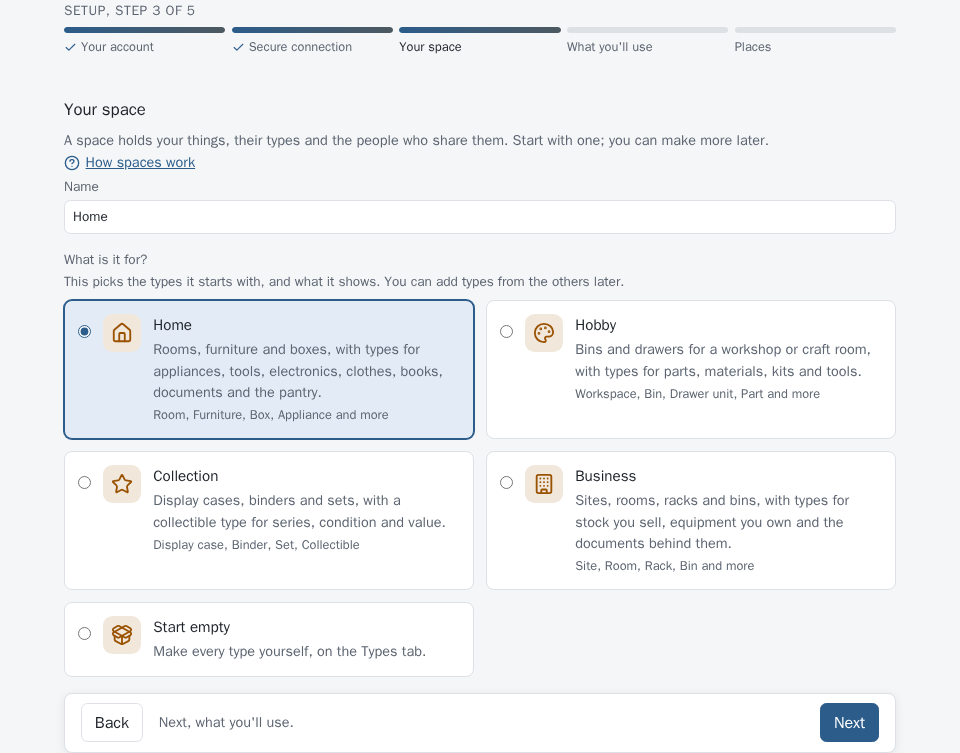 SETUP, STEP 3 OF 5
Your account
Secure connection
Your space
What you'll use
Places
Your space
A space holds your things, their types and the people who share them. Start with one; you can make more later.
How spaces work
Name
Home
What is it for?
This picks the types it starts with, and what it shows. You can add types from the others later.
Home
Rooms, furniture and boxes, with types for
appliances, tools, electronics, clothes, books,
documents and the pantry.
Room, Furniture, Box, Appliance and more
Hobby
Bins and drawers for a workshop or craft room,
with types for parts, materials, kits and tools.
Workspace, Bin, Drawer unit, Part and more
Collection
Display cases, binders and sets, with a
collectible type for series, condition and value.
Display case, Binder, Set, Collectible
Business
Sites, rooms, racks and bins, with types for
stock you sell, equipment you own and the
documents behind them.
Site, Room, Rack, Bin and more
Start empty
Make every type yourself, on the Types tab.
Back
Next, what you'll use.
Next